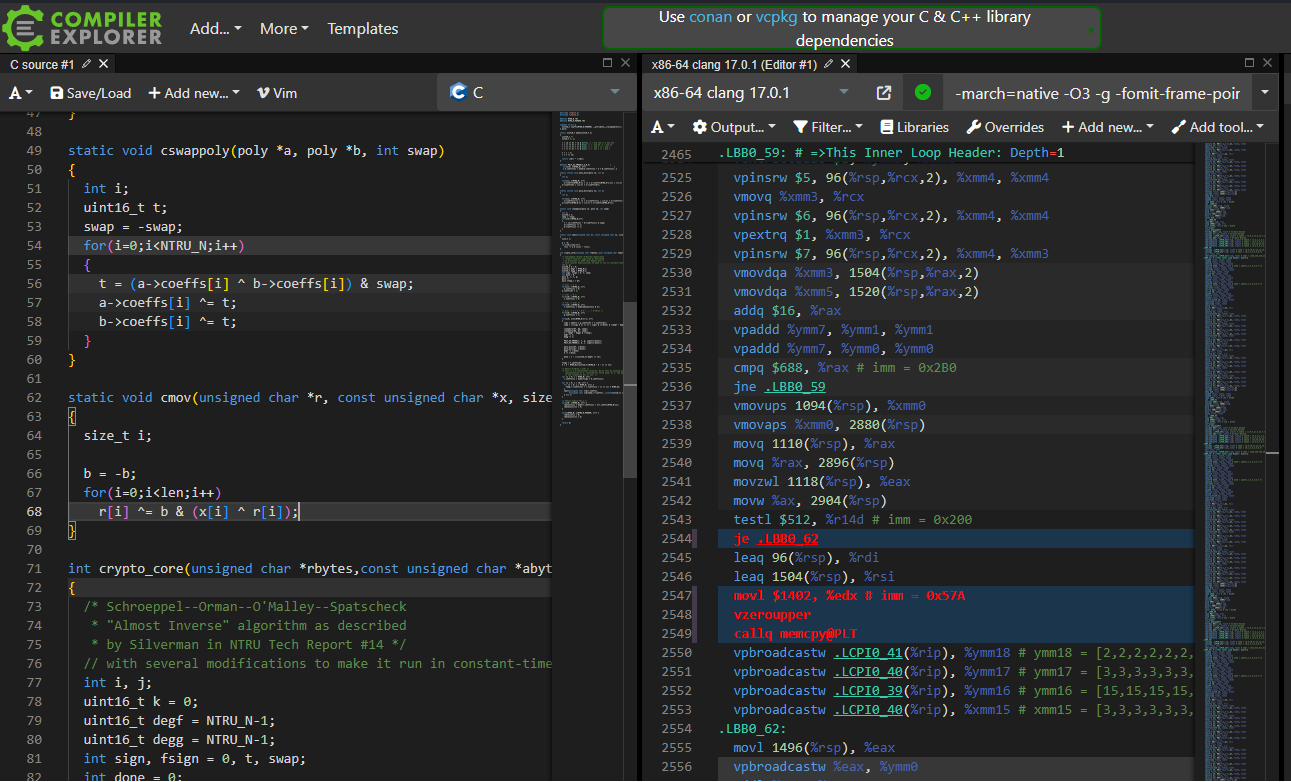 COMPILER
EXPLORER
Add...
More
Templates
Use conan or vcpkg to manage your C & C++ library
dependencies
C source #1
A
Save/Load
+ Add new...
Vim
C
47 }
48
49 static void cswappoly(poly *a, poly *b, int swap)
50 {
51 int i;
52 uint16_t t;
53 swap = -swap;
54 for(i=0;i<NTRU_N;i++)
55 {
56 t = (a->coeffs[i] ^ b->coeffs[i]) & swap;
57 a->coeffs[i] ^= t;
58 b->coeffs[i] ^= t;
59 }
60 }
61
62 static void cmov(unsigned char *r, const unsigned char *x, size
63 {
64 size_t i;
65
66 b = -b;
67 for(i=0;i<len;i++)
68 r[i] ^= b & (x[i] ^ r[i]);
69 }
70
71 int crypto_core(unsigned char *rbytes,const unsigned char *abyt
72 {
73 /* Schroeppel--Orman--O'Malley--Spatscheck
74 * "Almost Inverse" algorithm as described
75 * by Silverman in NTRU Tech Report #14 */
76 // with several modifications to make it run in constant-time
77 int i, j;
78 uint16_t k = 0;
79 uint16_t degf = NTRU_N-1;
80 uint16_t degg = NTRU_N-1;
81 int sign, fsign = 0, t, swap;
82 int done = 0;
x86-64 clang 17.0.1 (Editor #1)
x86-64 clang 17.0.1
-march=native -O3 -g -fomit-frame-poir
A
Output...
Filter...
Libraries
Overrides
+ Add new...
Add tool...
2465 .LBB0_59: # =>This Inner Loop Header: Depth=1
2525 vpinsrw $5, 96(%rsp,%rcx,2), %xmm4, %xmm4
2526 vmovq %xmm3, %rcx
2527 vpinsrw $6, 96(%rsp,%rcx,2), %xmm4, %xmm4
2528 vpextrq $1, %xmm3, %rcx
2529 vpinsrw $7, 96(%rsp,%rcx,2), %xmm4, %xmm3
2530 vmovdqa %xmm3, 1504(%rsp,%rax,2)
2531 vmovdqa %xmm5, 1520(%rsp,%rax,2)
2532 addq $16, %rax
2533 vpaddd %ymm7, %ymm1, %ymm1
2534 vpaddd %ymm7, %ymm0, %ymm0
2535 cmpq $688, %rax # imm = 0x2B0
2536 jne .LBB0_59
2537 vmovups 1094(%rsp), %xmm0
2538 vmovaps %xmm0, 2880(%rsp)
2539 movq 1110(%rsp), %rax
2540 movq %rax, 2896(%rsp)
2541 movzwl 1118(%rsp), %eax
2542 movw %ax, 2904(%rsp)
2543 testl $512, %r14d # imm = 0x200
2544 je .LBB0_62
2545 leaq 96(%rsp), %rdi
2546 leaq 1504(%rsp), %rsi
2547 movl $1402, %edx # imm = 0x57A
2548 vzeroupper
2549 callq memcpy@PLT
2550 vpbroadcastw .LCPI0_41(%rip), %ymm18 # ymm18 = [2,2,2,2,2,2,
2551 vpbroadcastw .LCPI0_40(%rip), %ymm17 # ymm17 = [3,3,3,3,3,3,
2552 vpbroadcastw .LCPI0_39(%rip), %ymm16 # ymm16 = [15,15,15,15,
2553 vpbroadcastw .LCPI0_40(%rip), %xmm15 # xmm15 = [3,3,3,3,3,3,
2554 .LBB0_62:
2555 movl 1496(%rsp), %eax
2556 vpbroadcastw %eax, %ymm0